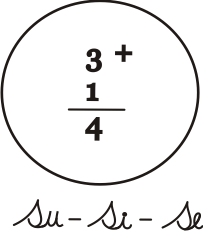 3 +
1
4
su - si - se